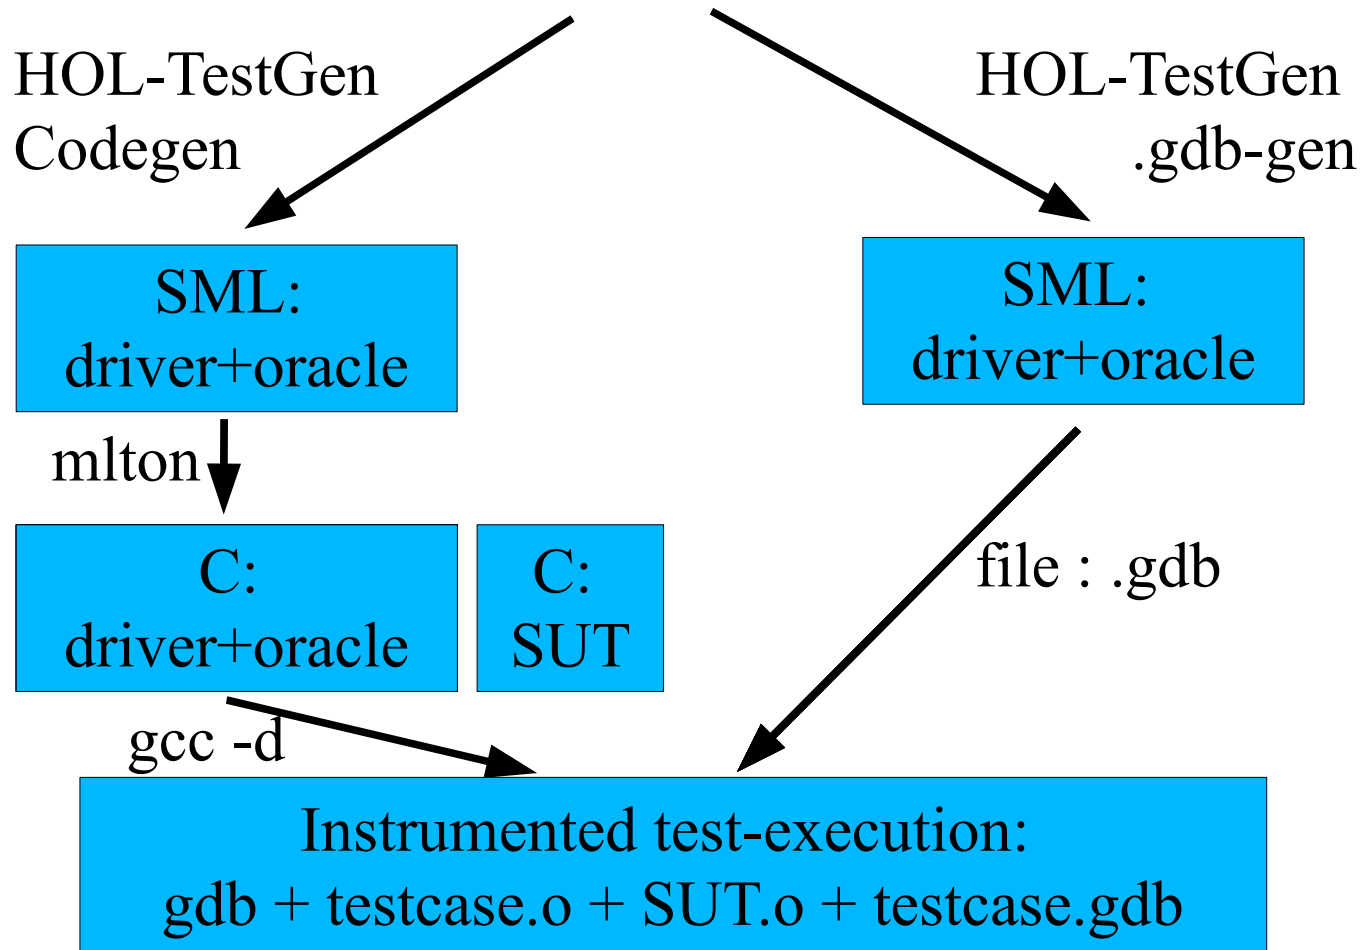 HOL-TestGen
Codegen
HOL-TestGen
.gdb-gen
SML:
driver+oracle
SML:
driver+oracle
mlton
C:
driver+oracle
C:
SUT
file : .gdb
gcc -d
Instrumented test-execution:
gdb + testcase.o + SUT.o + testcase.gdb